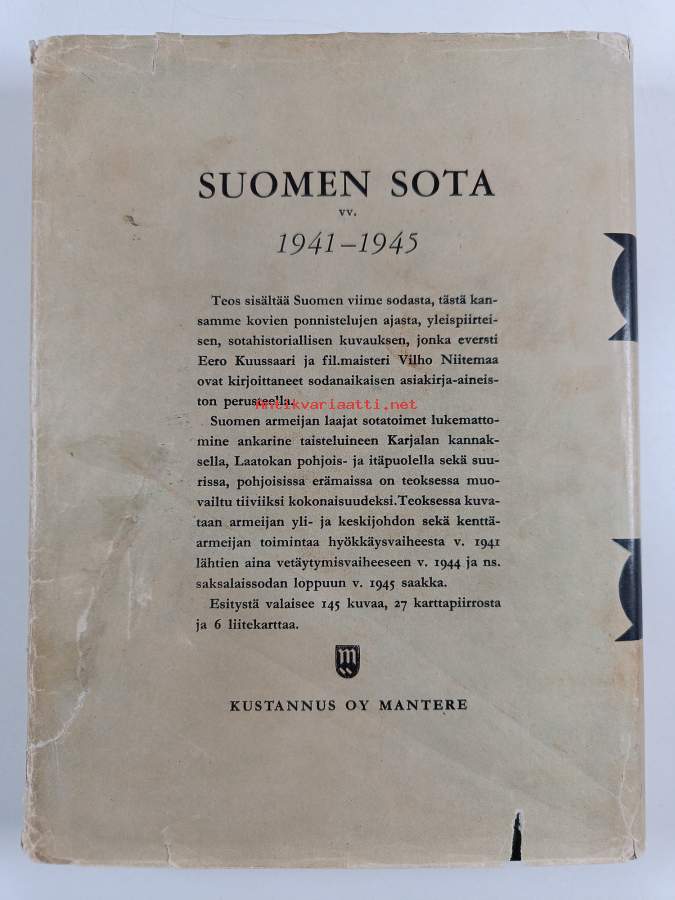 SUOMEN SOTA
vv.
1941–1945
Teos sisältää Suomen viime sodasta, tästä kan-
samme kovien ponnistelujen ajasta, yleispiirtei-
sen, sotahistoriallisen kuvauksen, jonka eversti
Eero Kuussaari ja fil.maisteri Vilho Niitemaa
ovat kirjoittaneet sodanaikaisen asiakirja-aineis-
ton perusteella.
Antikvariaatti.net
Suomen armeijan laajat sotatoimet lukematto-
mine ankarine taisteluineen Karjalan kannak-
sella, Laatokan pohjois- ja itäpuolella sekä suu-
rissa, pohjoisissa erämaissa on teoksessa muo-
vailtu tiiviiksi kokonaisuudeksi.Teoksessa kuva-
taan armeijan yli- ja keskijohdon sekä kenttä-
armeijan toimintaa hyökkäysvaiheesta v. 1941
lähtien aina vetäytymisvaiheeseen v. 1944 ja ns.
saksalaissodan loppuun v. 1945 saakka.
Esitystä valaisee 145 kuvaa, 27 karttapiirrosta
ja 6 liitekarttaa.
m
KUSTANNUS OY MANTERE